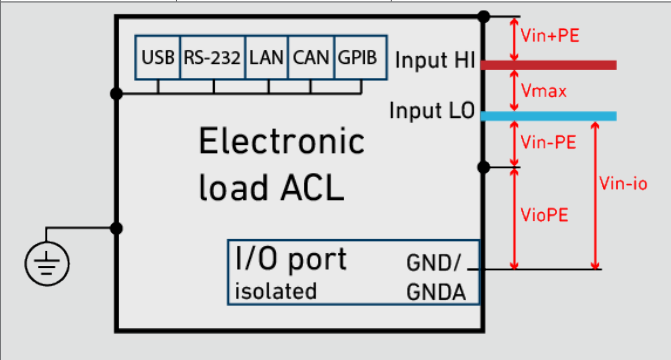 Vin+PE
USB RS-232 LAN CAN GPIB
Input HI
Vmax
Input LO
Electronic
load ACL
Vin-PE
Vin-io
VioPE
I/O port
isolated
GND/
GNDA